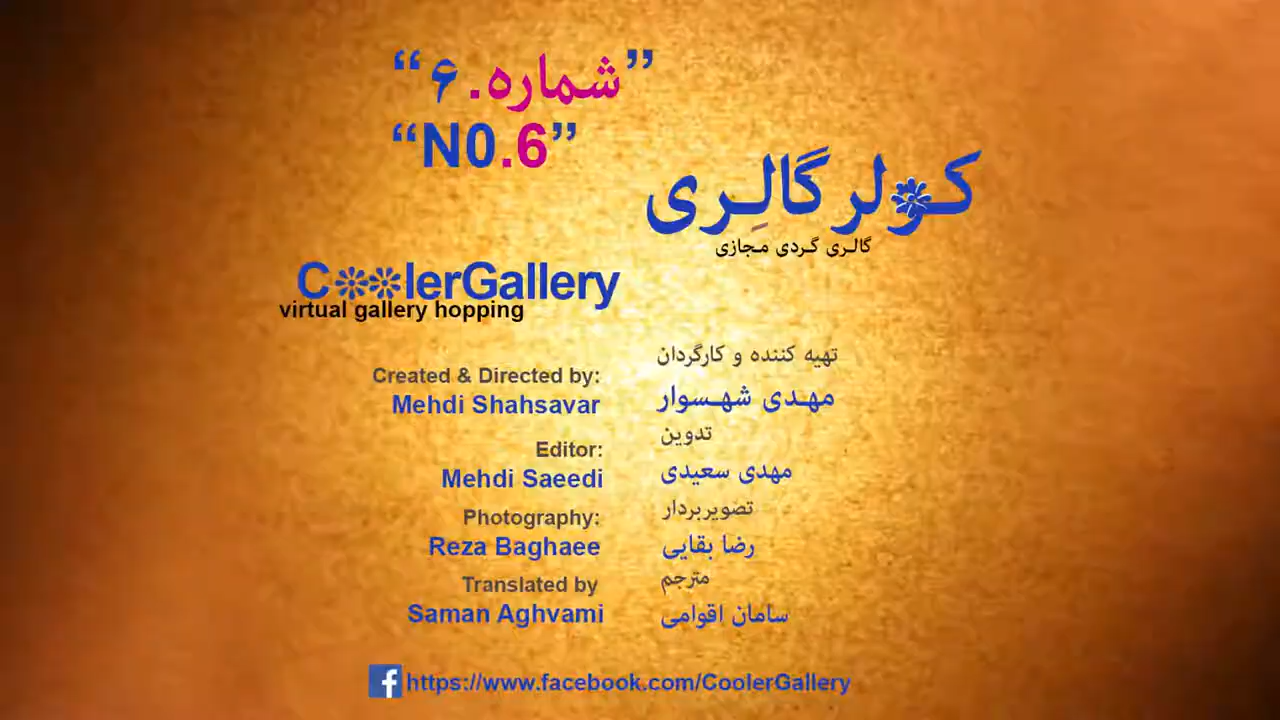 ”شماره.۶“
“N0.6”
کولر گالِری
گالری گردی مجازی
CoolerGallery
virtual gallery hopping
تهیه کننده و کارگردان
Created & Directed by:
مهدی شهسوار
Mehdi Shahsavar
تدوین
Editor:
مهدی سعیدی
Mehdi Saeedi
تصویربردار
Photography:
رضا بقایی
Reza Baghaee
مترجم
Translated by
سامان اقوامی
Saman Aghvami
https://www.facebook.com/CoolerGallery